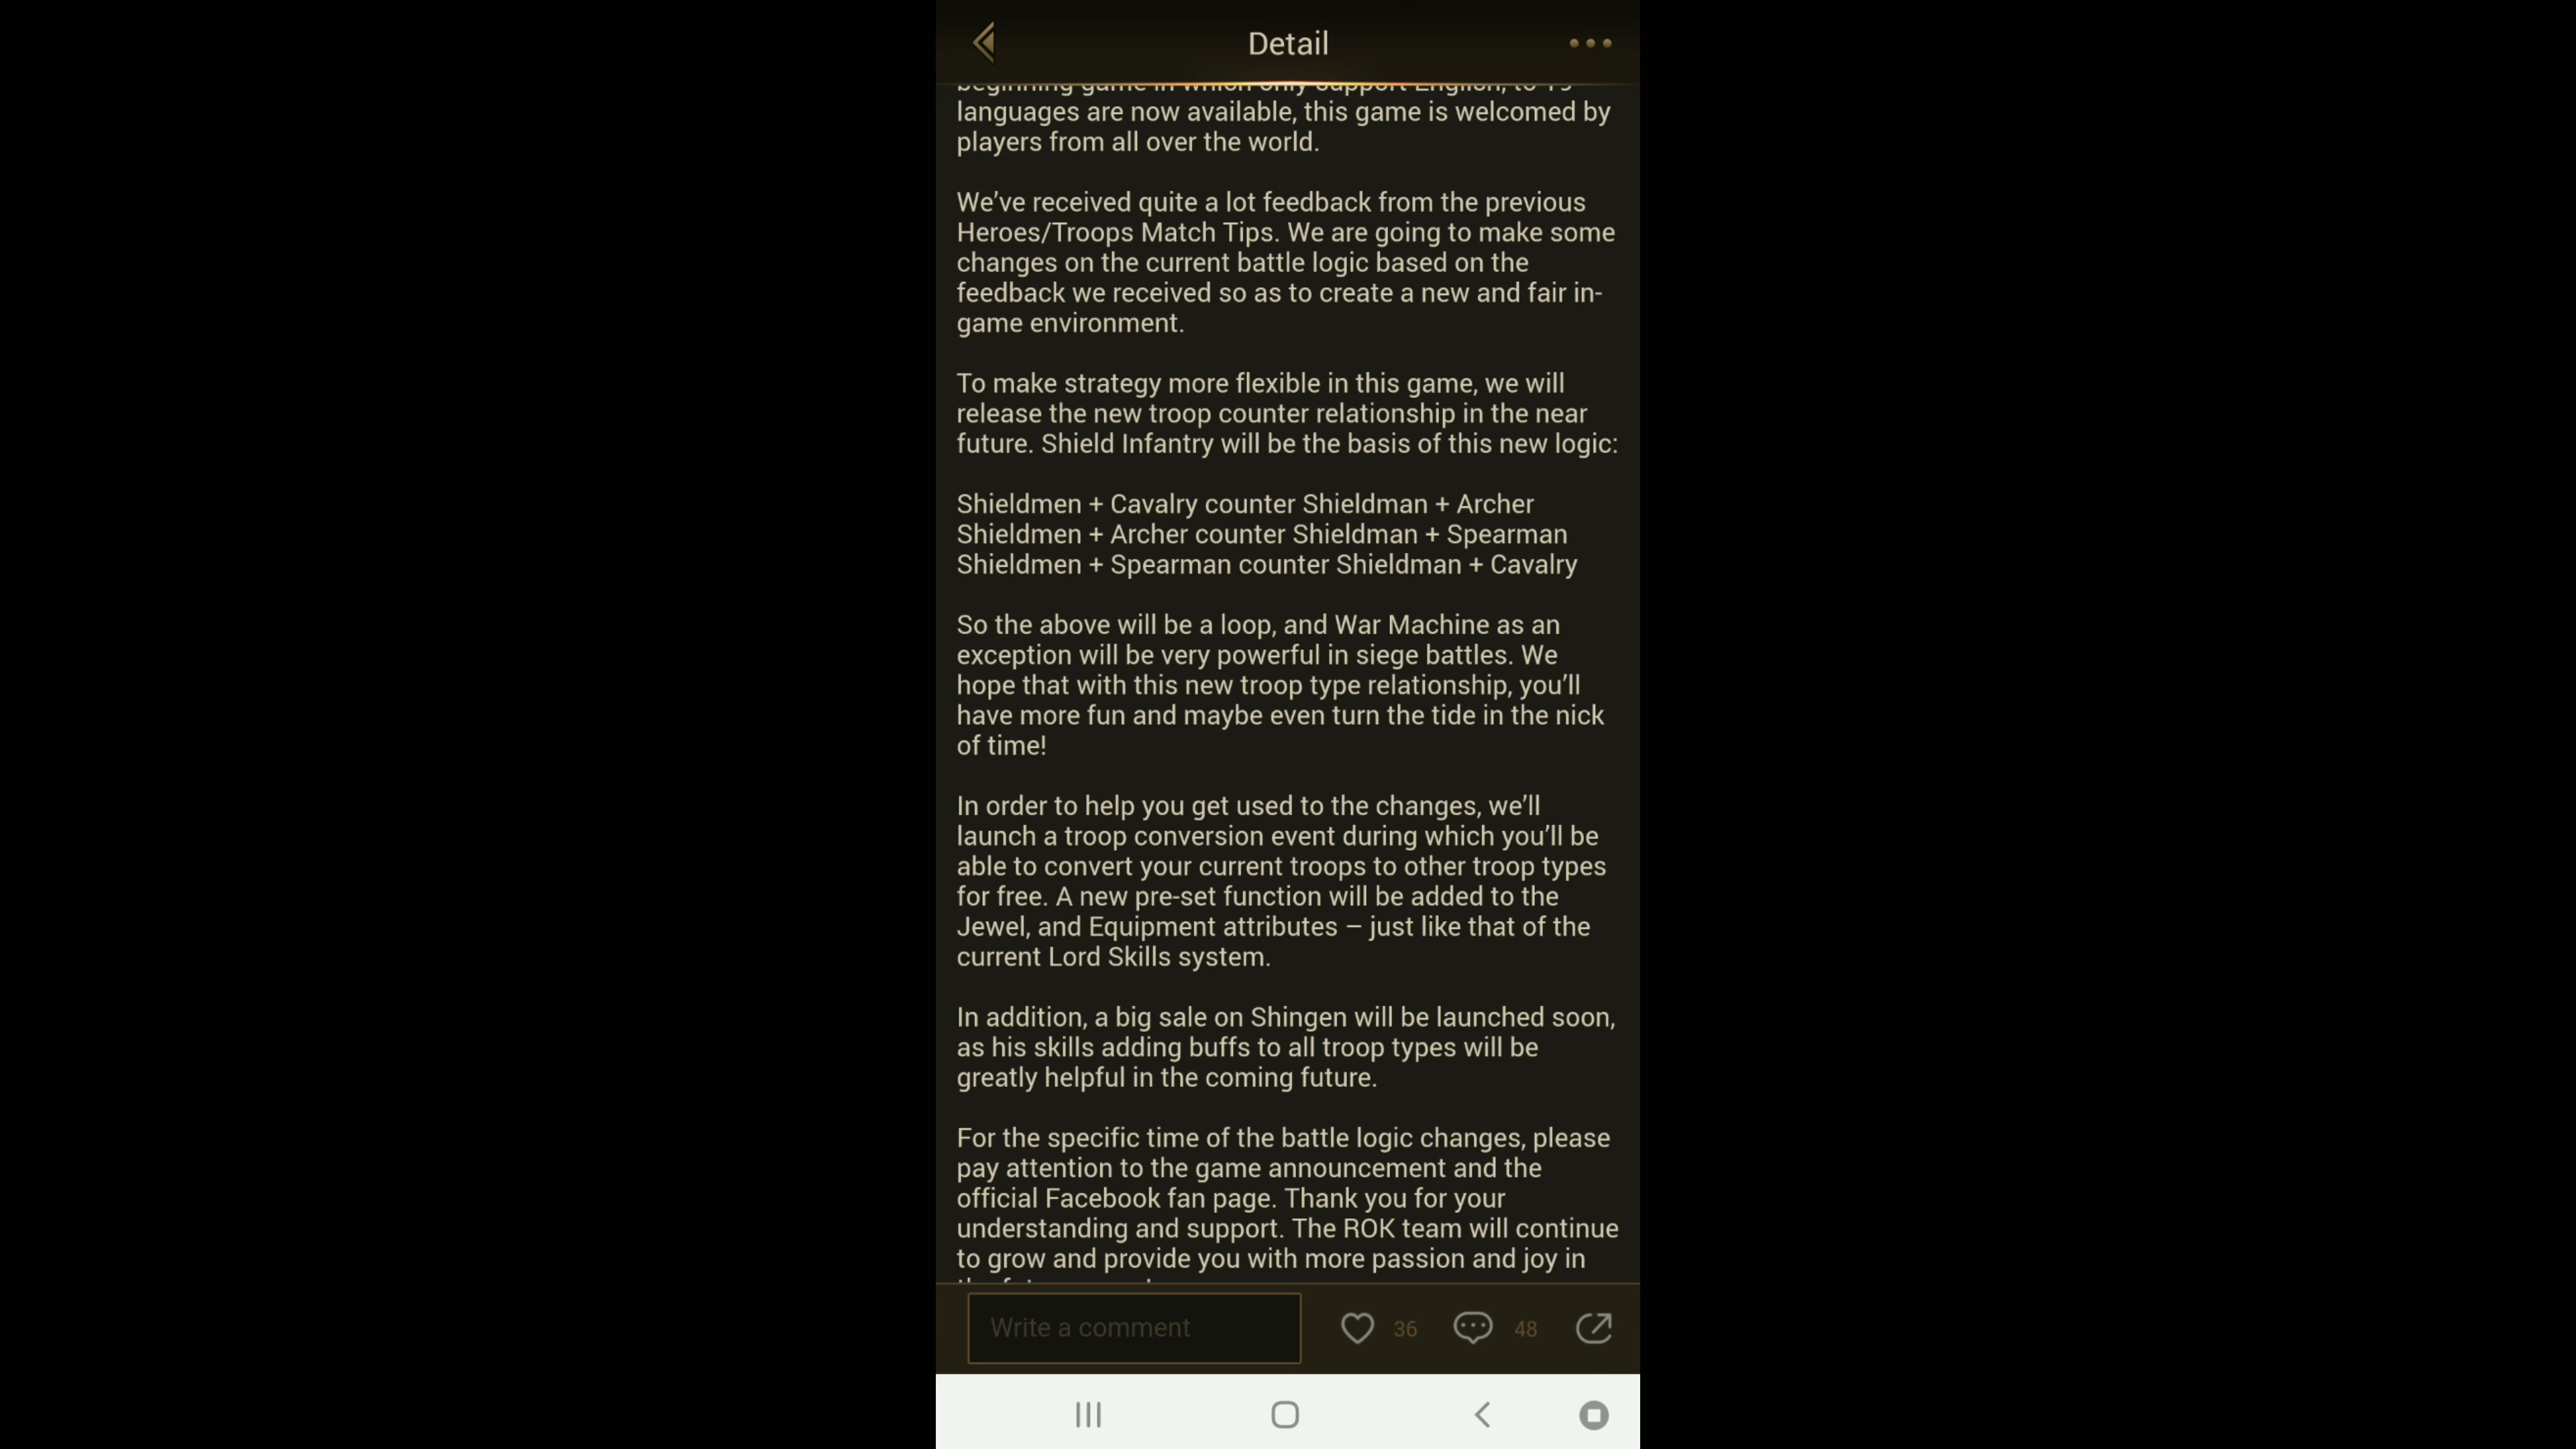 Detail
beginning game in which only support English, to 19
languages are now available, this game is welcomed by
players from all over the world.
We’ve received quite a lot feedback from the previous
Heroes/Troops Match Tips. We are going to make some
changes on the current battle logic based on the
feedback we received so as to create a new and fair in-
game environment.
To make strategy more flexible in this game, we will
release the new troop counter relationship in the near
future. Shield Infantry will be the basis of this new logic:
Shieldmen + Cavalry counter Shieldman + Archer
Shieldmen + Archer counter Shieldman + Spearman
Shieldmen + Spearman counter Shieldman + Cavalry
So the above will be a loop, and War Machine as an
exception will be very powerful in siege battles. We
hope that with this new troop type relationship, you’ll
have more fun and maybe even turn the tide in the nick
of time!
In order to help you get used to the changes, we’ll
launch a troop conversion event during which you’ll be
able to convert your current troops to other troop types
for free. A new pre-set function will be added to the
Jewel, and Equipment attributes – just like that of the
current Lord Skills system.
In addition, a big sale on Shingen will be launched soon,
as his skills adding buffs to all troop types will be
greatly helpful in the coming future.
For the specific time of the battle logic changes, please
pay attention to the game announcement and the
official Facebook fan page. Thank you for your
understanding and support. The ROK team will continue
to grow and provide you with more passion and joy in
Write a comment 36 48